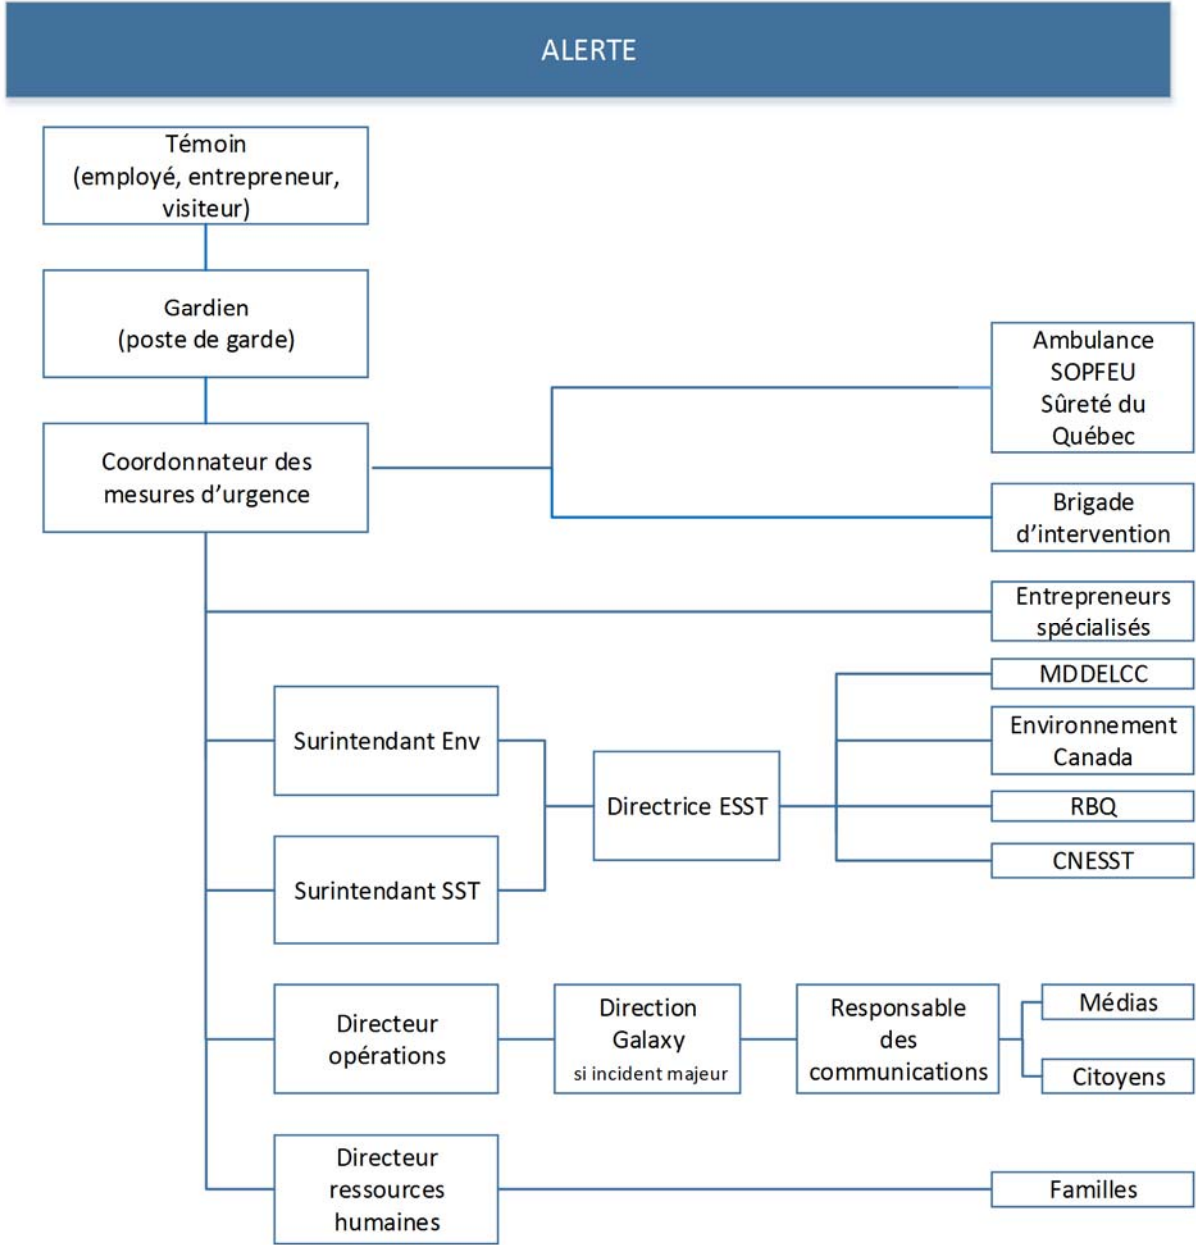 ALERTE
Témoin
(employé, entrepreneur,
visiteur)
Gardien
(poste de garde)
Coordonnateur des
mesures d’urgence
Ambulance
SOPFEU
Sûreté du
Québec
Brigade
d’intervention
Entrepreneurs
spécialisés
Surintendant Env
Surintendant SST
Directrice ESST
MDDELCC
Environnement
Canada
RBQ
CNESST
Directeur
opérations
Direction
Galaxy
si incident majeur
Responsable
des
communications
Médias
Citoyens
Directeur
ressources
humaines
Familles